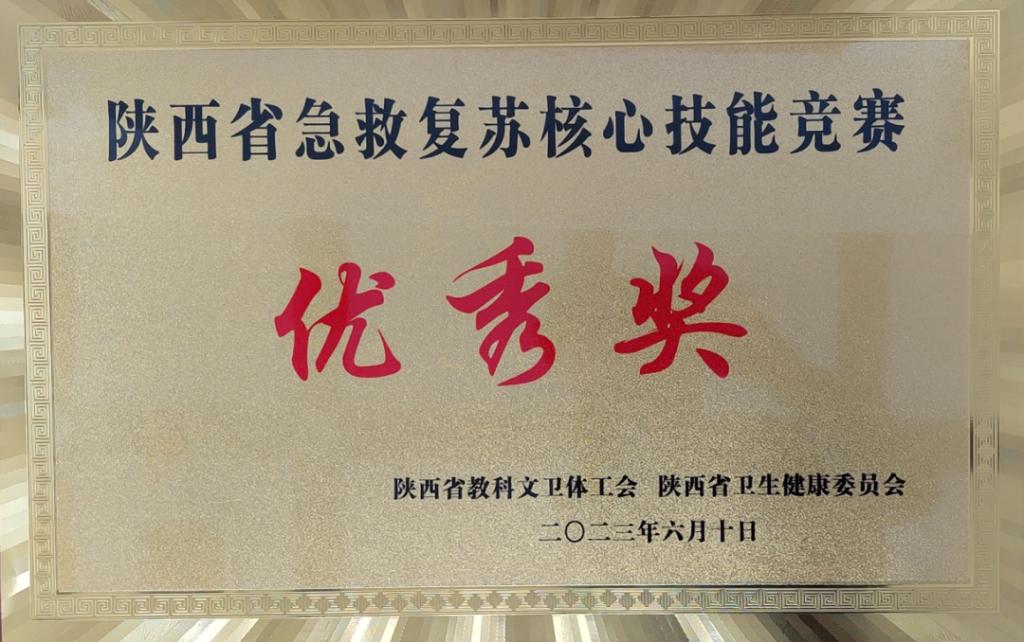 陕西省急救复苏核心技能竞赛
优秀奖
陕西省教科文卫体工会 陕西省卫生健康委员会
二〇二三年六月十日